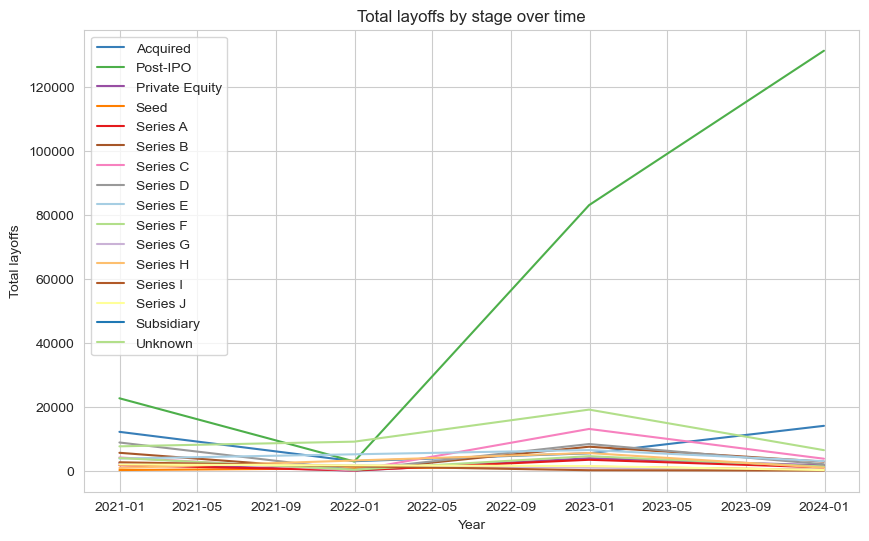 Total layoffs by stage over time
Acquired
Post-IPO
Private Equity
Seed
Series A
Series B
Series C
Series D
Series E
Series F
Series G
Series H
Series I
Series J
Subsidiary
Unknown
Total layoffs
120000
100000
80000
60000
40000
20000
0
2021-01 2021-05 2021-09 2022-01 2022-05 2022-09 2023-01 2023-05 2023-09 2024-01
Year